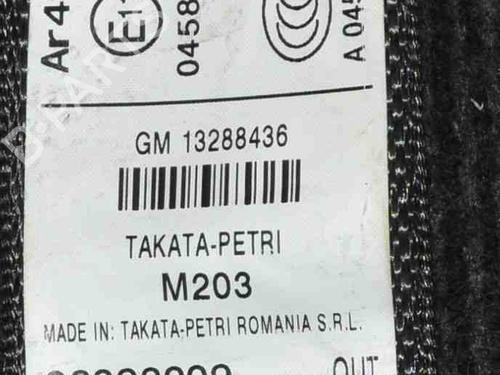 Ar4
E1
0458
A 045
GM 13288436
TAKATA-PETRI
M203
MADE IN: TAKATA-PETRI ROMANIA S.R.L.
OUT